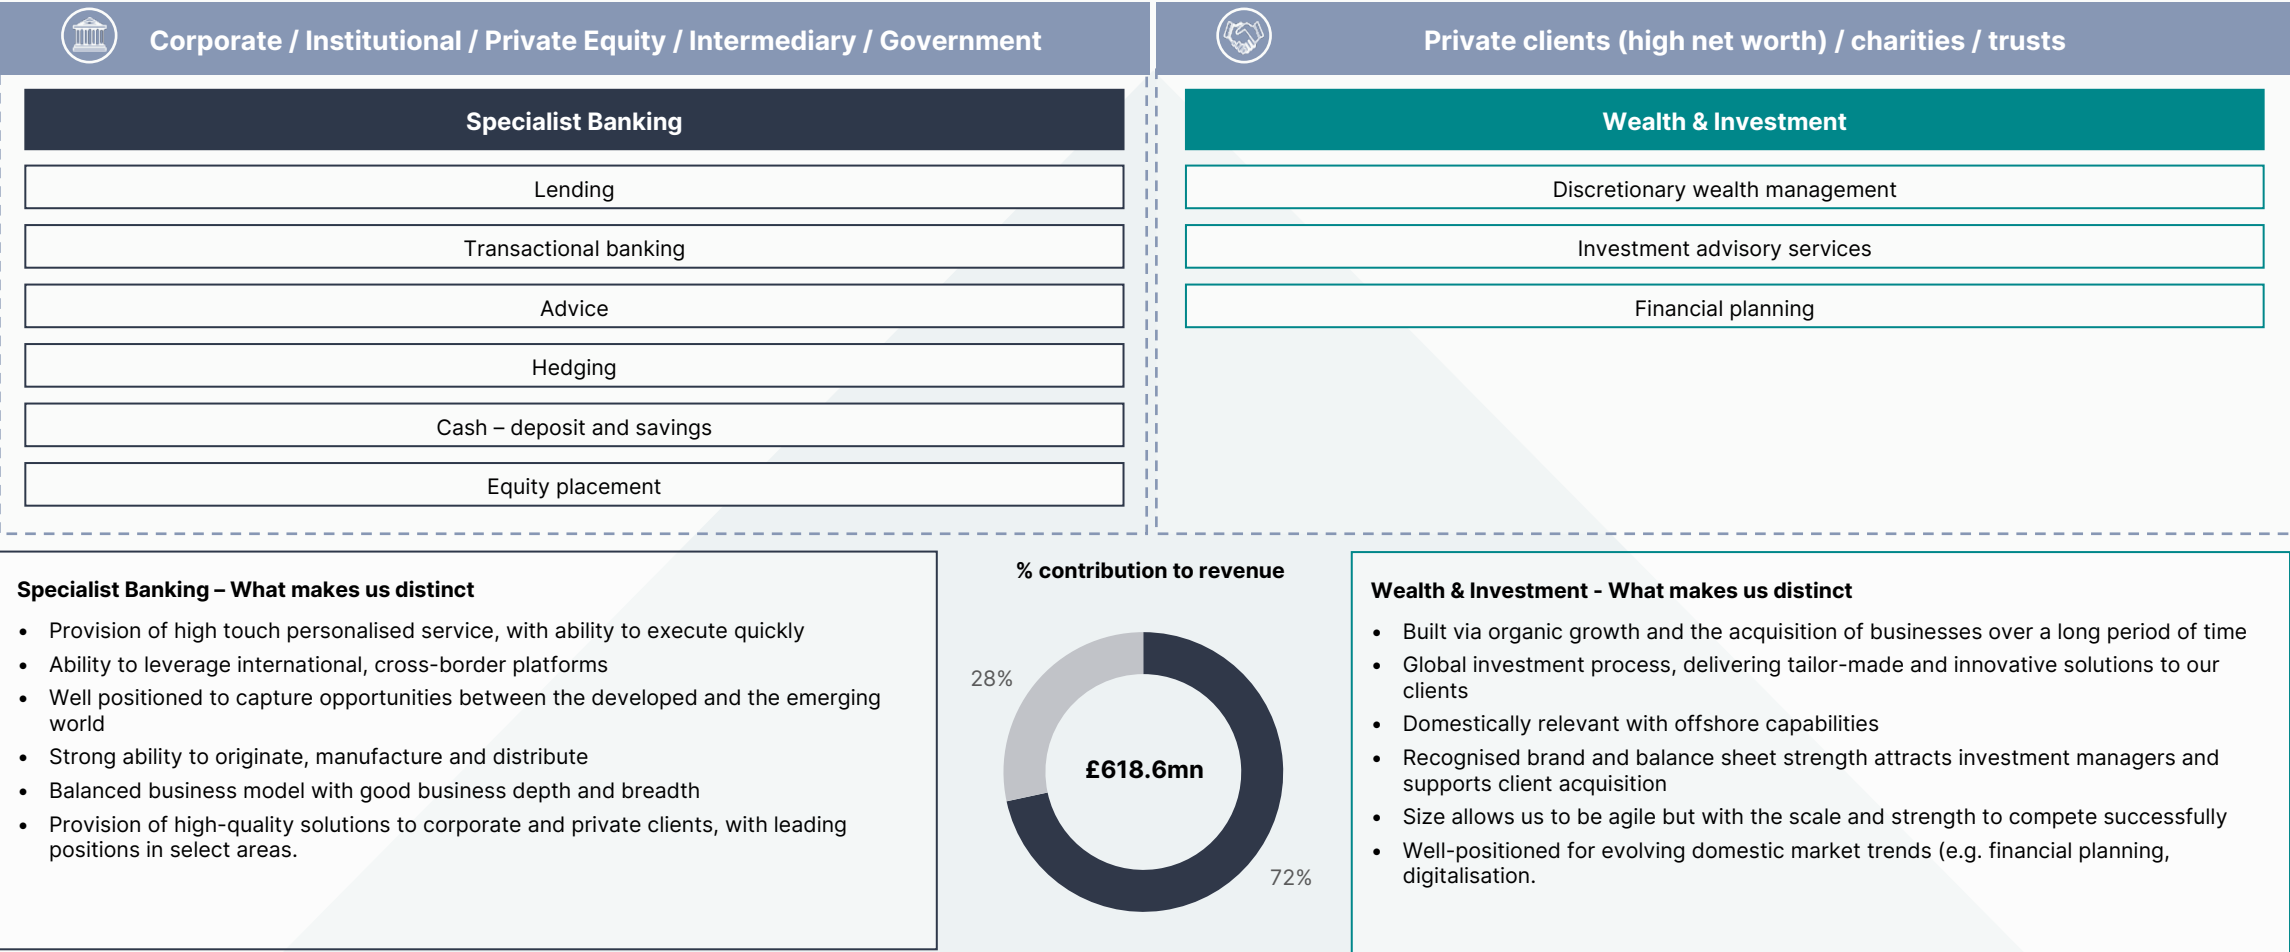 Corporate / Institutional / Private Equity / Intermediary / Government
Private clients (high net worth) / charities / trusts
Specialist Banking
Lending
Transactional banking
Advice
Hedging
Cash – deposit and savings
Equity placement
Wealth & Investment
Discretionary wealth management
Investment advisory services
Financial planning
Specialist Banking – What makes us distinct
• Provision of high touch personalised service, with ability to execute quickly
• Ability to leverage international, cross-border platforms
• Well positioned to capture opportunities between the developed and the emerging
world
• Strong ability to originate, manufacture and distribute
• Balanced business model with good business depth and breadth
• Provision of high-quality solutions to corporate and private clients, with leading
positions in select areas.
% contribution to revenue
28%
£618.6mn
72%
Wealth & Investment - What makes us distinct
• Built via organic growth and the acquisition of businesses over a long period of time
• Global investment process, delivering tailor-made and innovative solutions to our
clients
• Domestically relevant with offshore capabilities
• Recognised brand and balance sheet strength attracts investment managers and
supports client acquisition
• Size allows us to be agile but with the scale and strength to compete successfully
• Well-positioned for evolving domestic market trends (e.g. financial planning,
digitalisation.